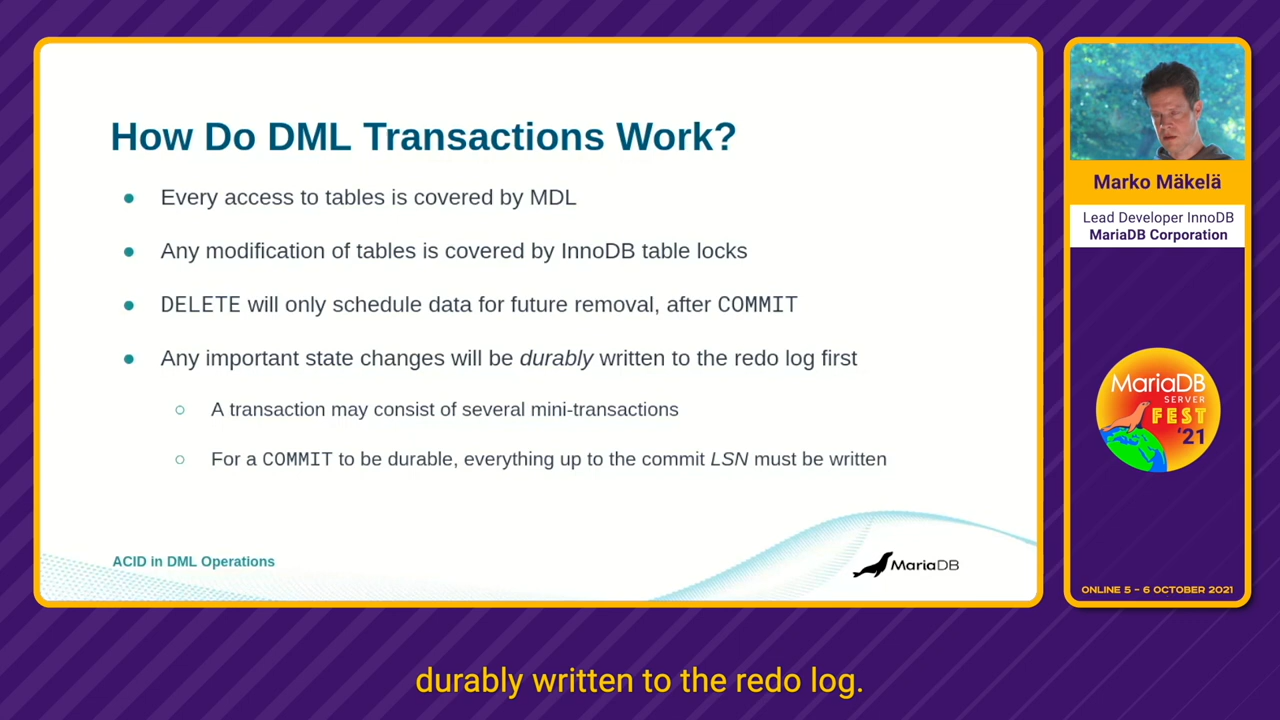 How Do DML Transactions Work?
● Every access to tables is covered by MDL
● Any modification of tables is covered by InnoDB table locks
● DELETE will only schedule data for future removal, after COMMIT
● Any important state changes will be durably written to the redo log first
○ A transaction may consist of several mini-transactions
○ For a COMMIT to be durable, everything up to the commit LSN must be written
ACID in DML Operations
MariaDB
Marko Mäkelä
Lead Developer InnoDB
MariaDB Corporation
MariaDB
SERVER
FEST
'21
ONLINE 5 – 6 OCTOBER 2021
durably written to the redo log.